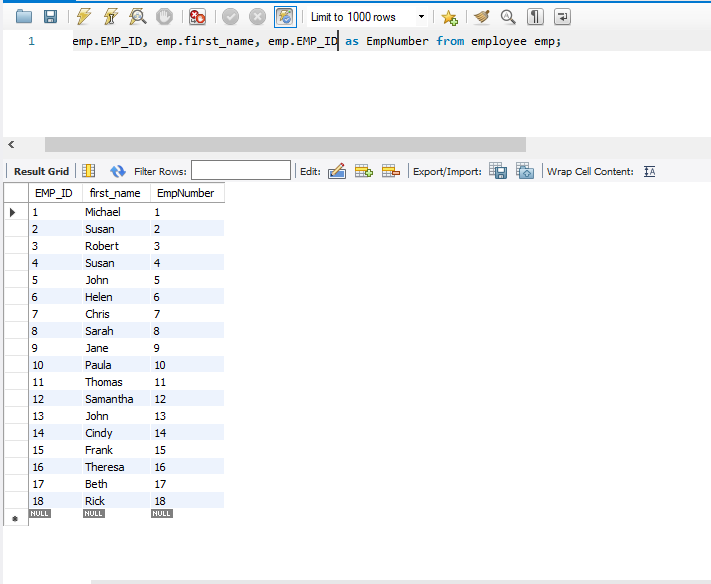 Limit to 1000 rows
1 emp.EMP_ID, emp.first_name, emp.EMP_ID as EmpNumber from employee emp;
Result Grid Filter Rows: Edit: Export/Import: Wrap Cell Content:
EMP_ID first_name EmpNumber
1 Michael 1
2 Susan 2
3 Robert 3
4 Susan 4
5 John 5
6 Helen 6
7 Chris 7
8 Sarah 8
9 Jane 9
10 Paula 10
11 Thomas 11
12 Samantha 12
13 John 13
14 Cindy 14
15 Frank 15
16 Theresa 16
17 Beth 17
18 Rick 18
NULL NULL NULL